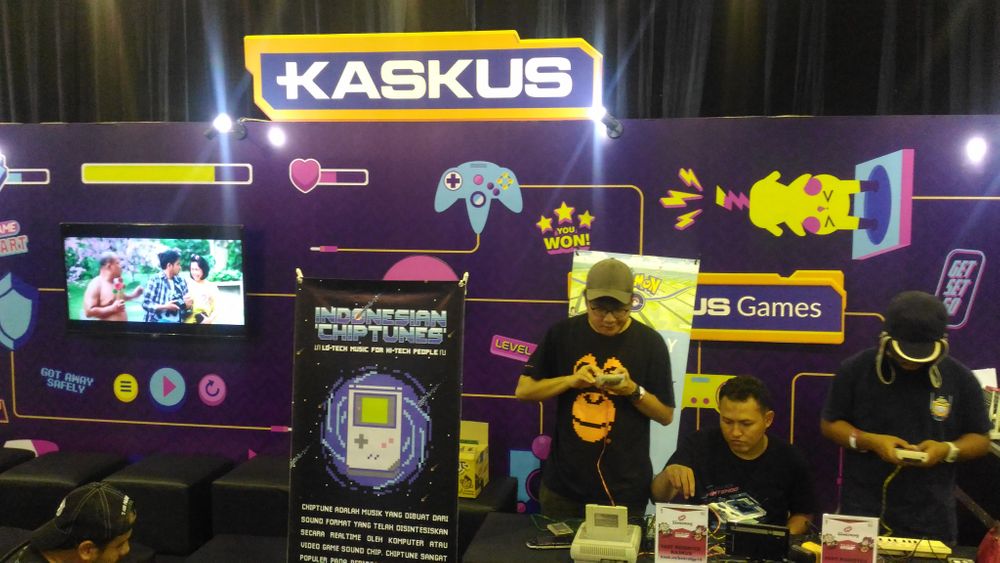 KASKUS
START
YOU
WON!
GET
SET
GO
US Games
LEVEL
GOT AWAY
SAFELY
INDONESIAN
CHIPTUNES
LO-TECH MUSIC FOR HI-TECH PEOPLE
CHIPTUNE ADALAH MUSIK YANG DIBUAT DARI
SOUND FORMAT YANG TELAH DISINTESISKAN
SECARA REALTIME OLEH KOMPUTER ATAU
VIDEO GAME SOUND CHIP. CHIPTUNE SANGAT
POPULER PADA